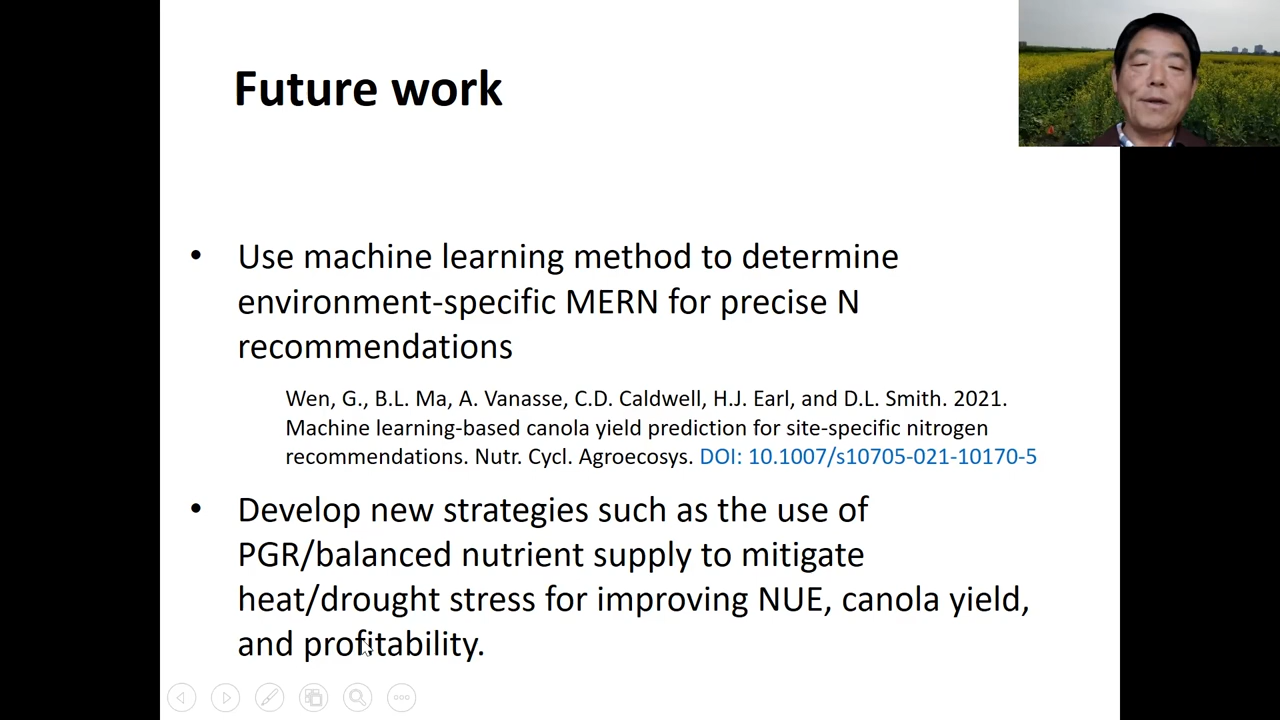 Future work
• Use machine learning method to determine
environment-specific MERN for precise N
recommendations
Wen, G., B.L. Ma, A. Vanasse, C.D. Caldwell, H.J. Earl, and D.L. Smith. 2021.
Machine learning-based canola yield prediction for site-specific nitrogen
recommendations. Nutr. Cycl. Agroecosys. DOI: 10.1007/s10705-021-10170-5
• Develop new strategies such as the use of
PGR/balanced nutrient supply to mitigate
heat/drought stress for improving NUE, canola yield,
and profitability.